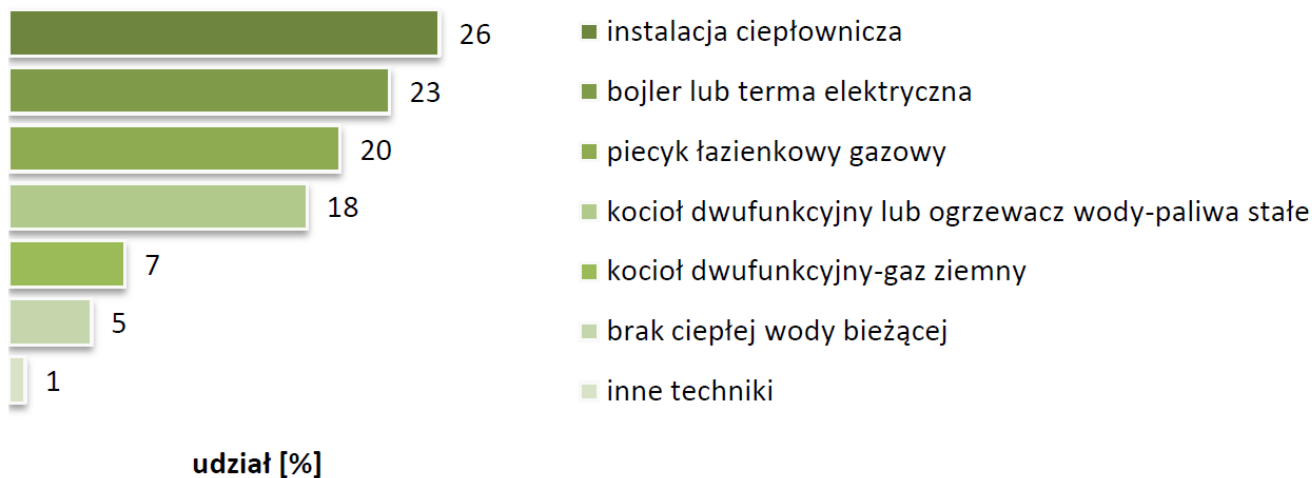 26 instalacja ciepłownicza
23 bojler lub terma elektryczna
20 piecyk łazienkowy gazowy
18 kocioł dwufunkcyjny lub ogrzewacz wody-paliwa stałe
7 kocioł dwufunkcyjny-gaz ziemny
5 brak ciepłej wody bieżącej
1 inne techniki
udział [%]